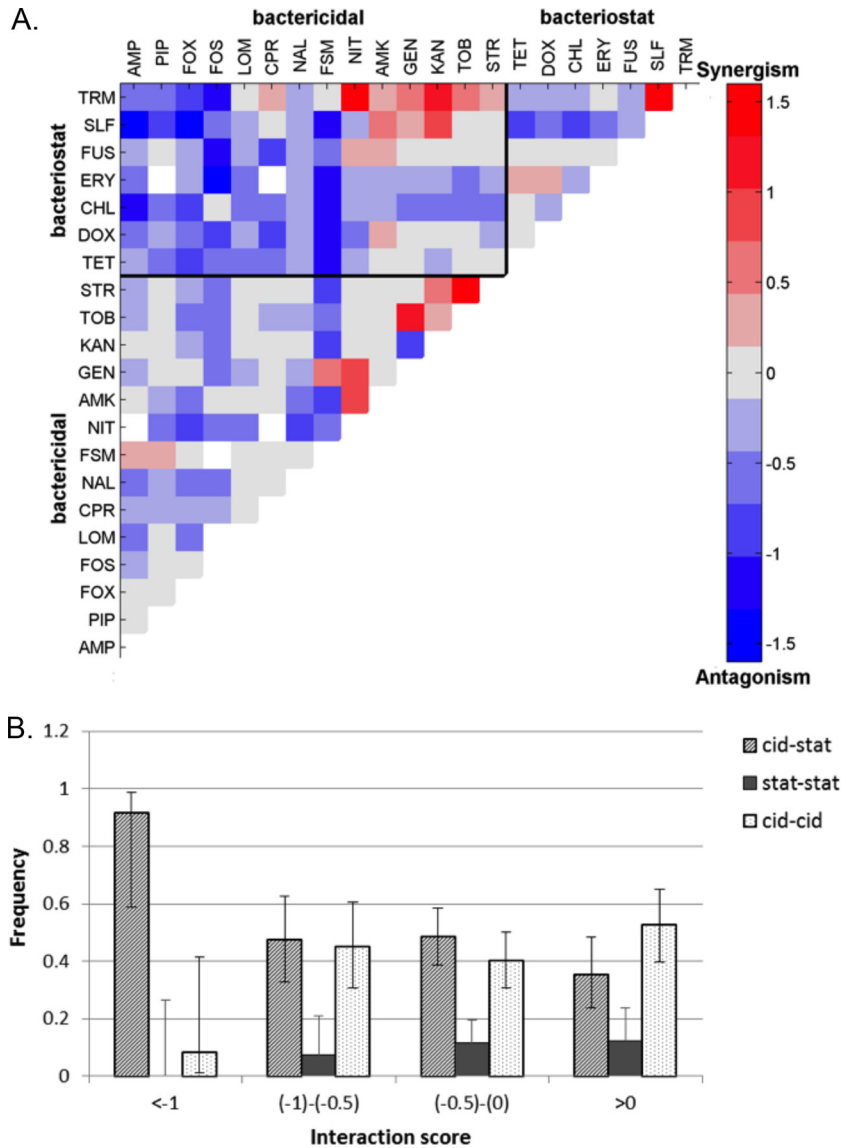 A.
bactericidal
bacteriostat
AMP PIP FOX FOS LOM CPR NAL FSM NIT AMK GEN KAN TOB STR TET DOX CHL ERY FUS SLF TRM
Synergism
bacteriostat
TRM
SLF
FUS
ERY
CHL
DOX
TET
bactericidal
STR
TOB
KAN
GEN
AMK
NIT
FSM
NAL
CPR
LOM
FOS
FOX
PIP
AMP
1.5
1
0.5
0
-0.5
-1
-1.5
Antagonism
B.
Frequency
1.2
1
0.8
0.6
0.4
0.2
0
<-1 (-1)-(-0.5) (-0.5)-(0) >0
Interaction score
cid-stat
stat-stat
cid-cid